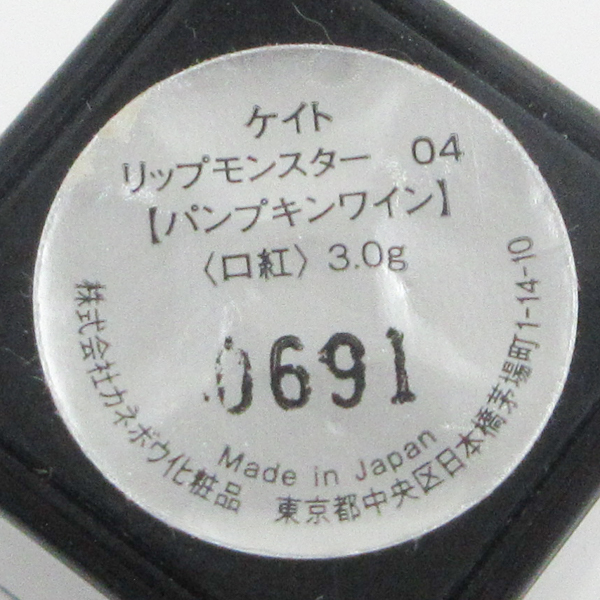 ケイト
リップモンスター 04
【パンプキンワイン】
〈口紅〉3.0g
0691
Made in Japan
株式会社カネボウ化粧品 東京都中央区日本橋茅場町1-14-10